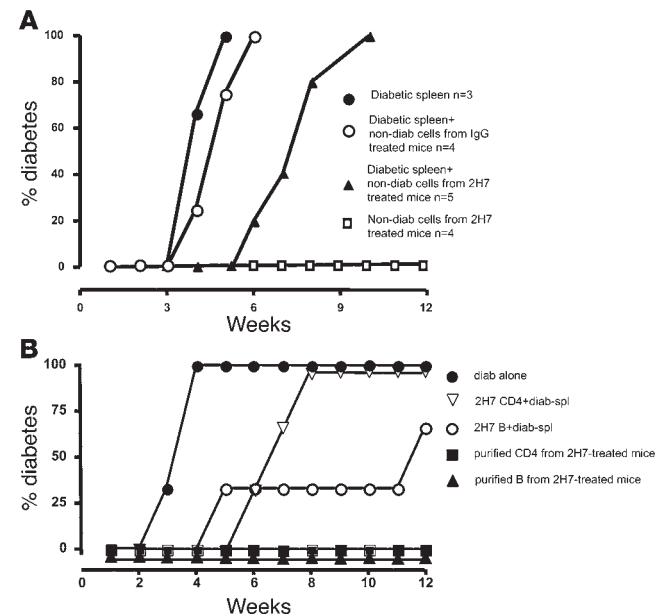 A
100
80
60
40
20
0
% diabetes
0 3 6 9 12
Weeks
Diabetic spleen n=3
Diabetic spleen+
non-diab cells from IgG
treated mice n=4
Diabetic spleen+
non-diab cells from 2H7
treated mice n=5
Non-diab cells from 2H7
treated mice n=4
B
100
75
50
25
0
% diabetes
0 2 4 6 8 10 12
Weeks
diab alone
2H7 CD4+diab-spl
2H7 B+diab-spl
purified CD4 from 2H7-treated mice
purified B from 2H7-treated mice